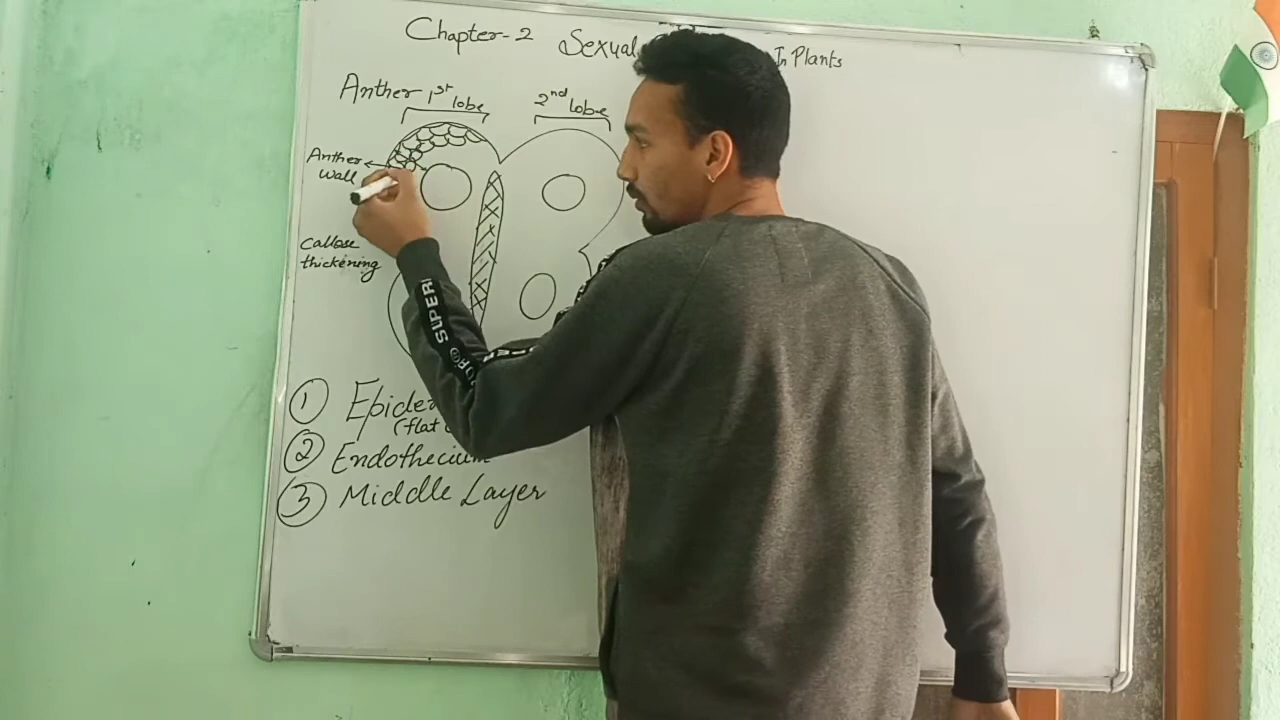 Chapter-2 Sexual In Plants
Anther 1st lobe 2nd lobe
Anther
wall
Callose
thickening
① Epider
(flat
② Endothecium
③ Middle Layer
SUPER